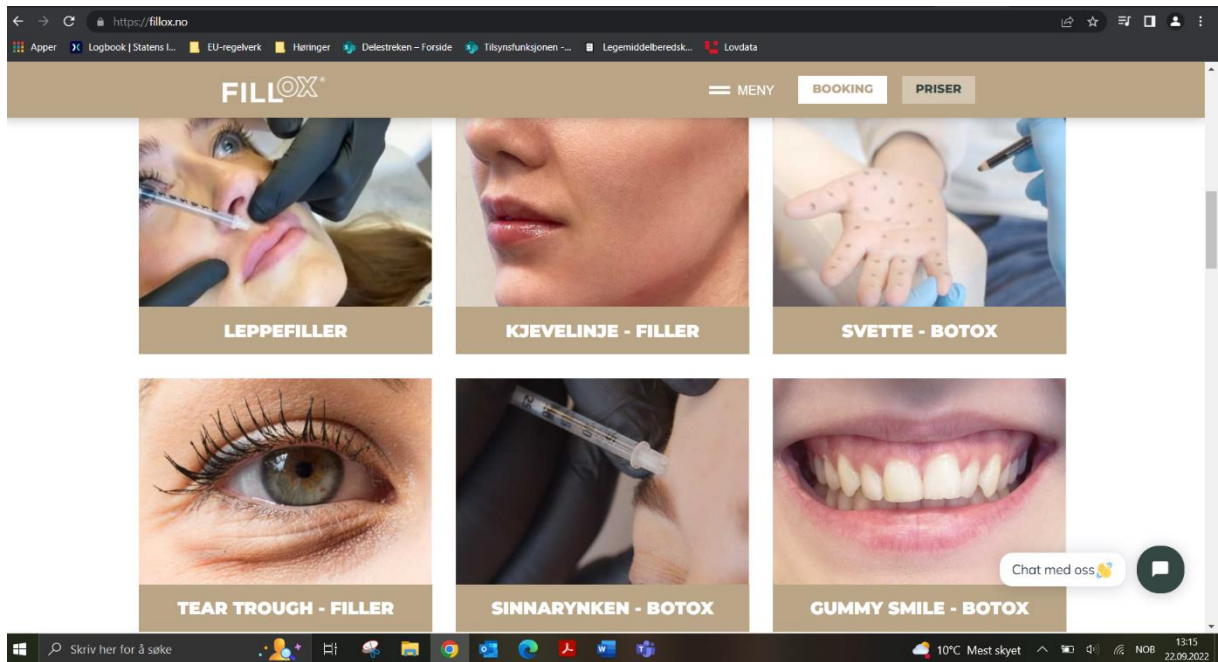 https://fillox.no
Apper
Logbook | Statens l...
EU-regelverk
Høringer
Delestreken – Forside
Tilsynsfunksjonen -...
Legemiddelberedsk...
Lovdata
FILLOX®
MENY
BOOKING
PRISER
LEPPEFILLER
KJEVELINJE - FILLER
SVETTE - BOTOX
TEAR TROUGH - FILLER
SINNARYNKEN - BOTOX
GUMMY SMILE - BOTOX
Chat med oss👋
Skriv her for å søke
10°C Mest skyet
NOB
13:15
22.09.2022